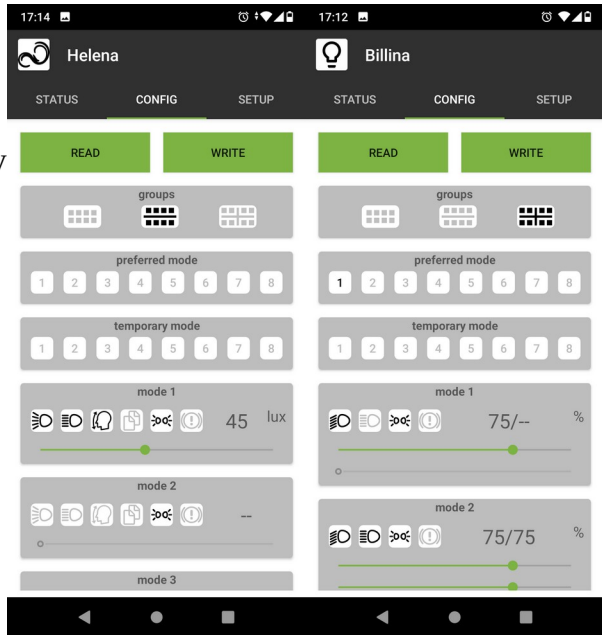 17:14
Helena
STATUS CONFIG SETUP
READ WRITE
groups
preferred mode
1 2 3 4 5 6 7 8
temporary mode
1 2 3 4 5 6 7 8
mode 1
45 lux
mode 2
--
mode 3
17:12
Billina
STATUS CONFIG SETUP
READ WRITE
groups
preferred mode
1 2 3 4 5 6 7 8
temporary mode
1 2 3 4 5 6 7 8
mode 1
75/-- %
mode 2
75/75 %